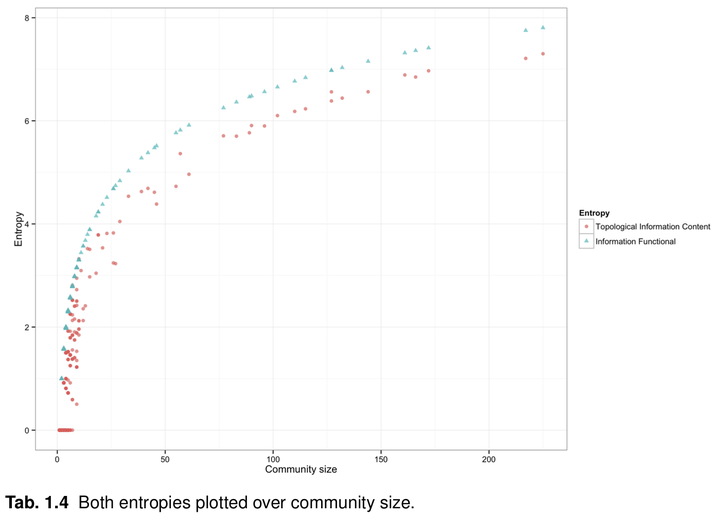 8
6
4
2
0
Entropy
0
50
100
150
200
Community size
Entropy
Topological Information Content
Information Functional
Tab. 1.4 Both entropies plotted over community size.